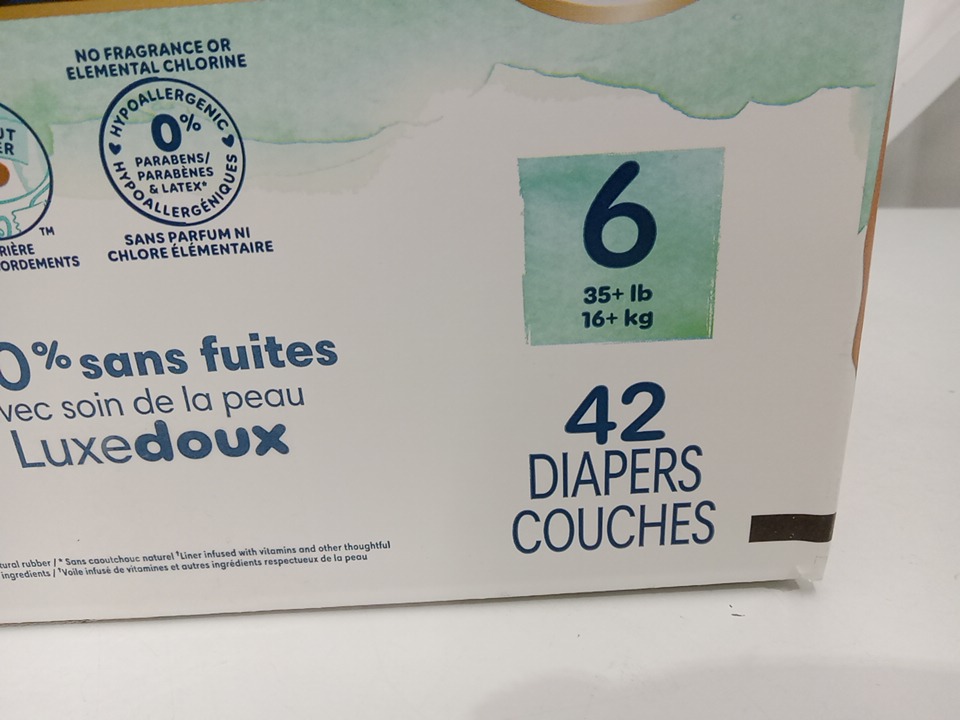 NO FRAGRANCE OR
ELEMENTAL CHLORINE
HYPOALLERGENIC
0%
PARABENS/
PARABÈNES
& LATEX*
HYPOALLERGÉNIQUES
SANS PARFUM NI
CHLORE ÉLÉMENTAIRE
TM
6
35+ lb
16+ kg
0% sans fuites
soin de la peau
Luxedoux
42
DIAPERS
COUCHES
rubber / * Sans caoutchouc naturel †Liner infused with vitamins and other thoughtful
ingredients / †Voile infusé de vitamines et autres ingrédients respectueux de la peau